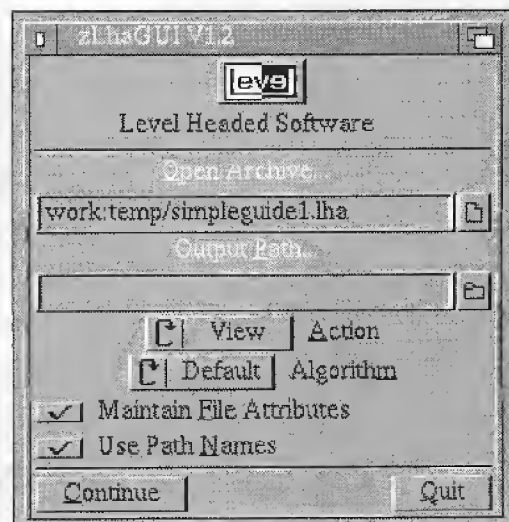 zLhaGUI V1.2
level
Level Headed Software
Open Archive...
work:temp/simpleguide1.lha
Output Path...
View Action
Default Algorithm
Maintain File Attributes
Use Path Names
Continue Quit